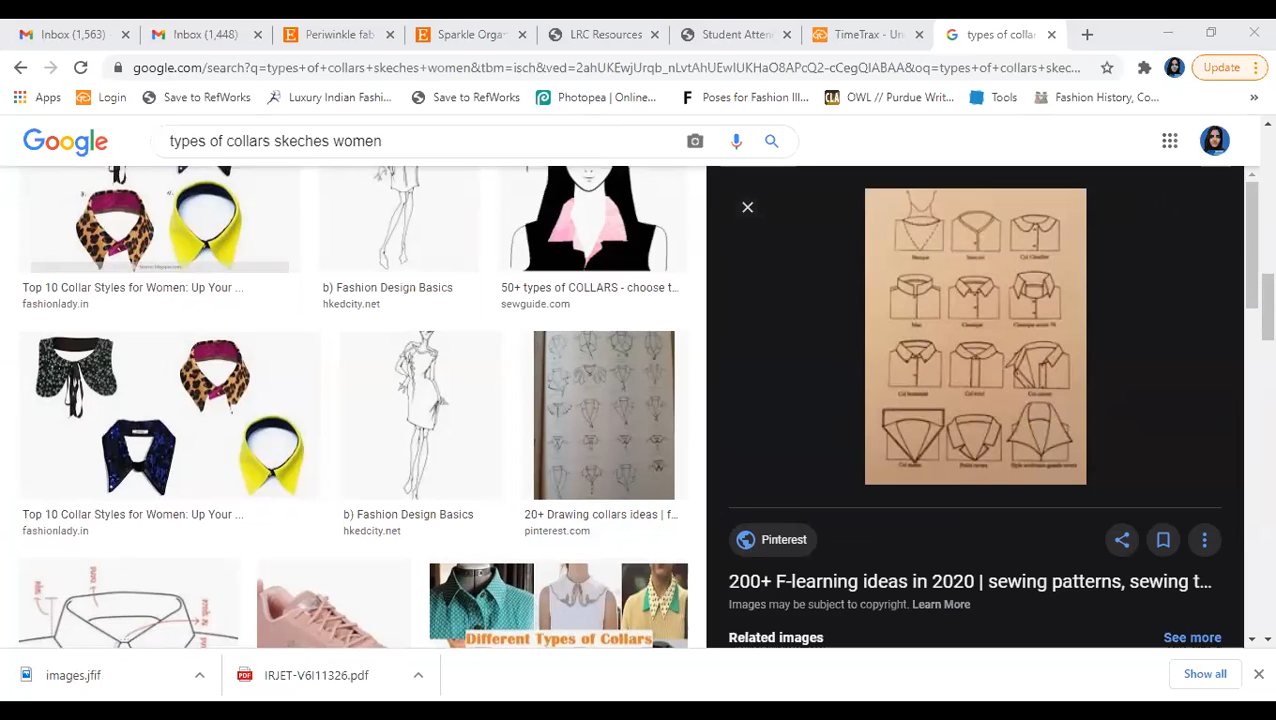 Inbox (1,563)
Inbox (1,448)
Periwinkle fab
Sparkle Orga
LRC Resources
Student Atten
TimeTrax - Un
types of collar
google.com/search?q=types+of+collars+skeches+women&tbm=isch&ved=2ahUKEwjUrqb_nLvtAhUEwIUKHaO8APcQ2-cCegQIABAA&oq=types+of+collars+skec...
Update
Apps
Login
Save to RefWorks
Luxury Indian Fashi...
Save to RefWorks
Photopea | Online...
Poses for Fashion Ill...
OWL // Purdue Writ...
Tools
Fashion History, Co...
Google
types of collars skeches women
Top 10 Collar Styles for Women: Up Your ...
fashionlady.in
b) Fashion Design Basics
hkedcity.net
50+ types of COLLARS - choose t...
sewguide.com
Top 10 Collar Styles for Women: Up Your ...
fashionlady.in
b) Fashion Design Basics
hkedcity.net
20+ Drawing collars ideas | f...
pinterest.com
Different Types of Collars
Pinterest
200+ F-learning ideas in 2020 | sewing patterns, sewing t...
Images may be subject to copyright. Learn More
Related images
See more
images.jfif
IRJET-V6I11326.pdf
Show all